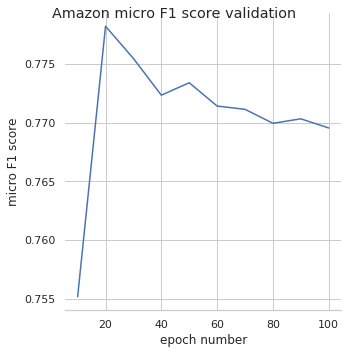 Amazon micro F1 score validation
0.775
0.770
0.765
0.760
0.755
micro F1 score
20 40 60 80 100
epoch number